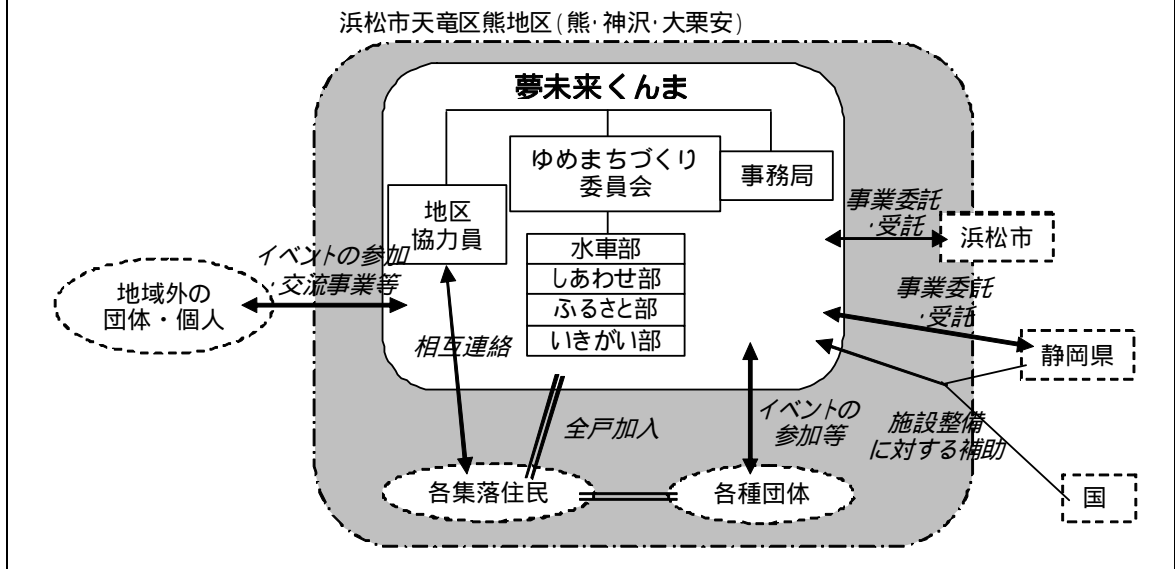 浜松市天竜区熊地区(熊・神沢・大栗安)
夢未来くんま
ゆめまちづくり
委員会
事務局
地区
協力員
水車部
しあわせ部
ふるさと部
いきがい部
事業委託
・受託
浜松市
イベントの参加
・交流事業等
地域外の
団体・個人
事業委託
・受託
静岡県
相互連絡
全戸加入
イベントの
参加等
施設整備
に対する補助
各集落住民
各種団体
国